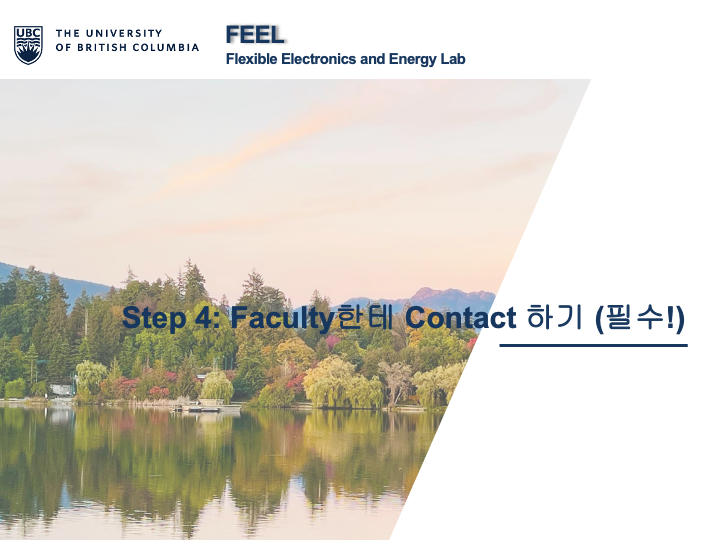 UBC
THE UNIVERSITY
OF BRITISH COLUMBIA
FEEL
Flexible Electronics and Energy Lab
Step 4: Faculty한테 Contact 하기 (필수!)